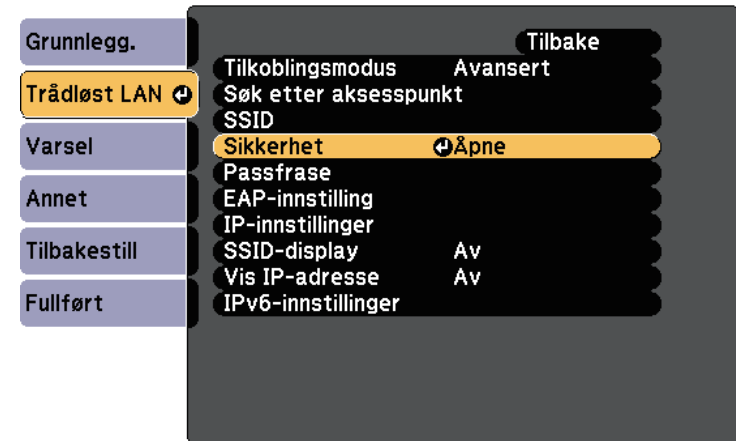 Grunnlegg.
Trådløst LAN
Varsel
Annet
Tilbakestill
Fullført
Tilbake
Tilkoblingsmodus Avansert
Søk etter aksesspunkt
SSID
Sikkerhet Åpne
Passfrase
EAP-innstilling
IP-innstillinger
SSID-display Av
Vis IP-adresse Av
IPv6-innstillinger